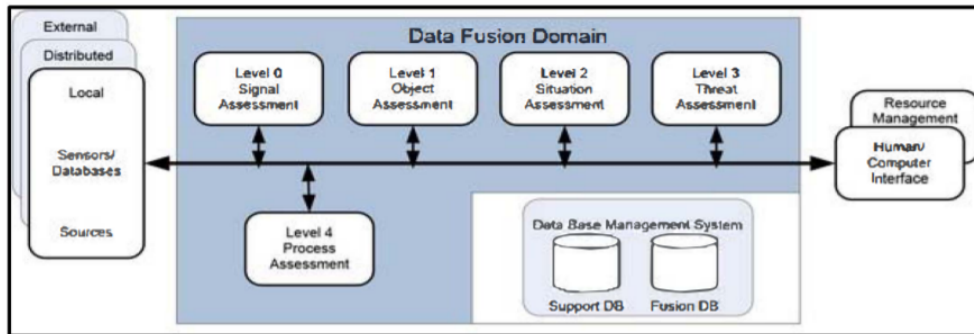 External
Distributed
Local
Sensors/
Databases
Sources
Data Fusion Domain
Level 0
Signal
Assessment
Level 1
Object
Assessment
Level 2
Situation
Assessment
Level 3
Threat
Assessment
Level 4
Process
Assessment
Data Base Management System
Support DB
Fusion DB
Resource
Management
Human/
Computer
Interface